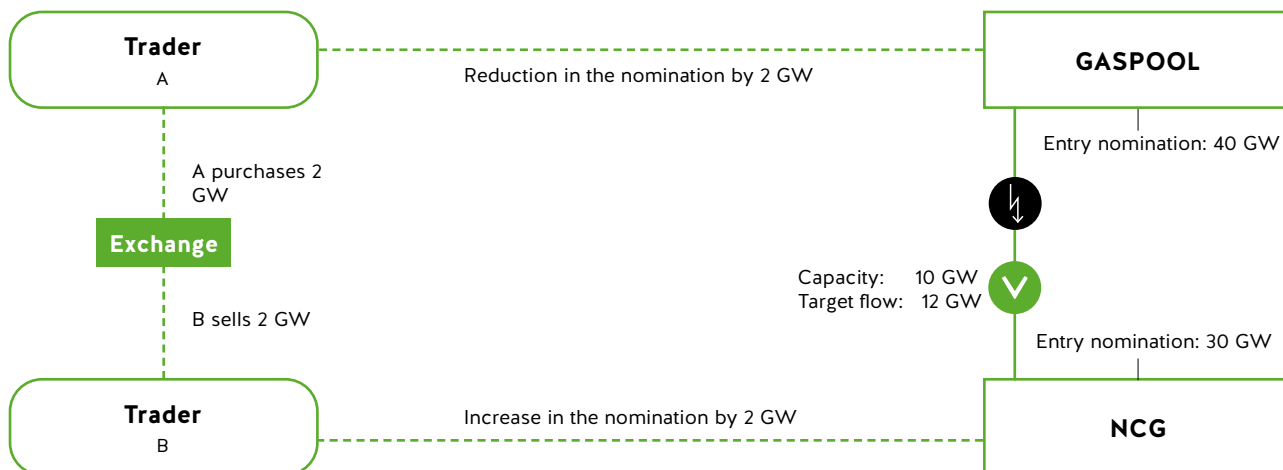 Trader
A
Reduction in the nomination by 2 GW
GASPOOL
Entry nomination: 40 GW
A purchases 2
GW
Exchange
Capacity: 10 GW
Target flow: 12 GW
B sells 2 GW
Entry nomination: 30 GW
Trader
B
Increase in the nomination by 2 GW
NCG